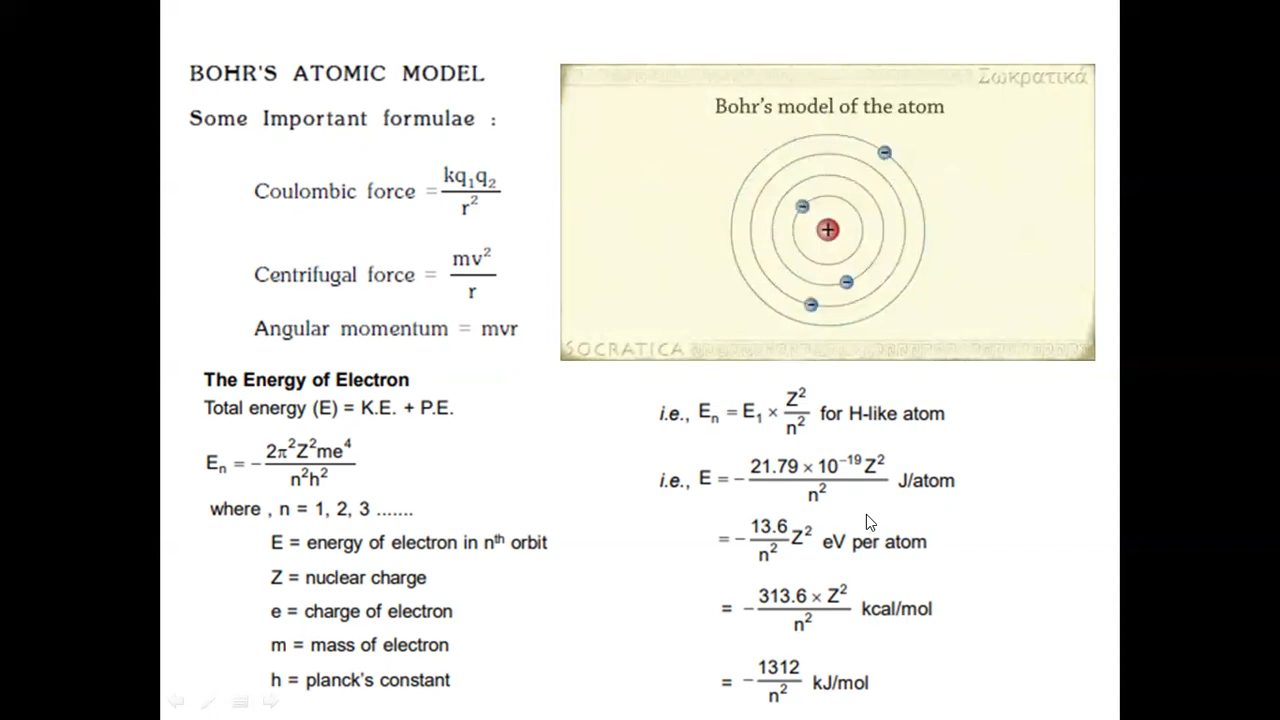 BOHR'S ATOMIC MODEL
Some Important formulae :
Coulombic force = kq₁q₂ / r²
Centrifugal force = mv² / r
Angular momentum = mvr
Σωκρατικά
Bohr's model of the atom
+
−
−
−
−
SOCRATICA
The Energy of Electron
Total energy (E) = K.E. + P.E.
Eₙ = − 2π²Z²me⁴ / n²h²
where , n = 1, 2, 3 .......
E = energy of electron in nᵗʰ orbit
Z = nuclear charge
e = charge of electron
m = mass of electron
h = planck's constant
i.e., Eₙ = E₁ × Z² / n² for H-like atom
i.e., E = − 21.79 × 10⁻¹⁹ Z² / n² J/atom
= − 13.6 / n² Z² eV per atom
= − 313.6 × Z² / n² kcal/mol
= − 1312 / n² kJ/mol